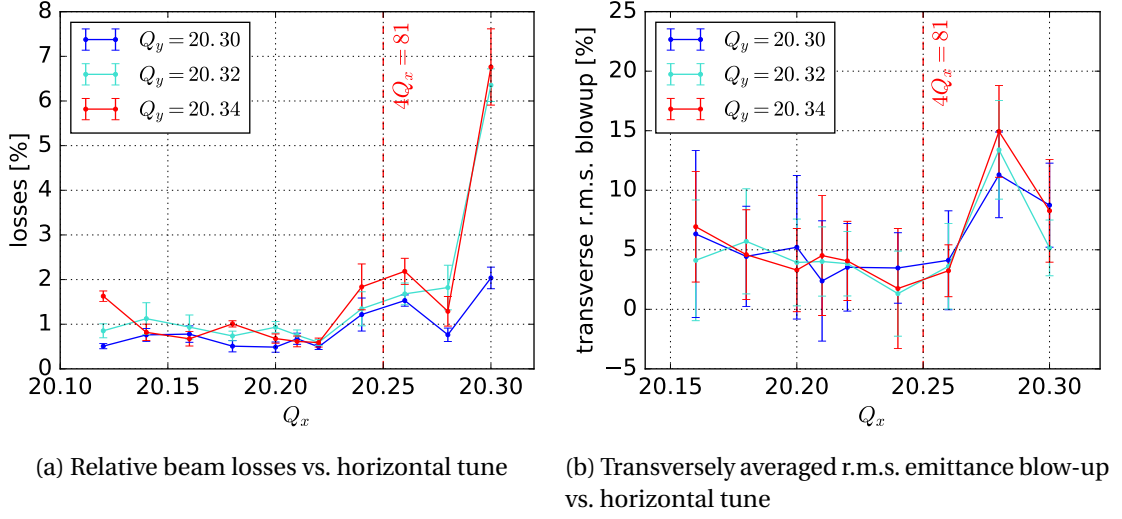 8
7
6
5
4
3
2
1
0
losses [%]
Q_y = 20.30
Q_y = 20.32
Q_y = 20.34
4Q_x = 81
20.10 20.15 20.20 20.25 20.30
Q_x
(a) Relative beam losses vs. horizontal tune
25
20
15
10
5
0
−5
transverse r.m.s. blowup [%]
Q_y = 20.30
Q_y = 20.32
Q_y = 20.34
4Q_x = 81
20.15 20.20 20.25 20.30
Q_x
(b) Transversely averaged r.m.s. emittance blow-up
vs. horizontal tune